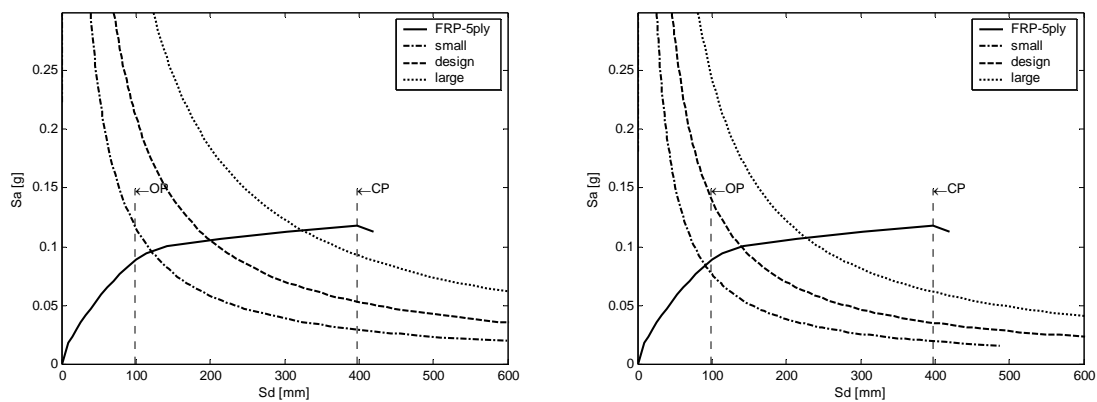 FRP-5ply
small
design
large
0.25
0.2
0.15
0.1
0.05
0
Sa [g]
←OP
←CP
0 100 200 300 400 500 600
Sd [mm]
FRP-5ply
small
design
large
0.25
0.2
0.15
0.1
0.05
0
Sa [g]
←OP
←CP
0 100 200 300 400 500 600
Sd [mm]